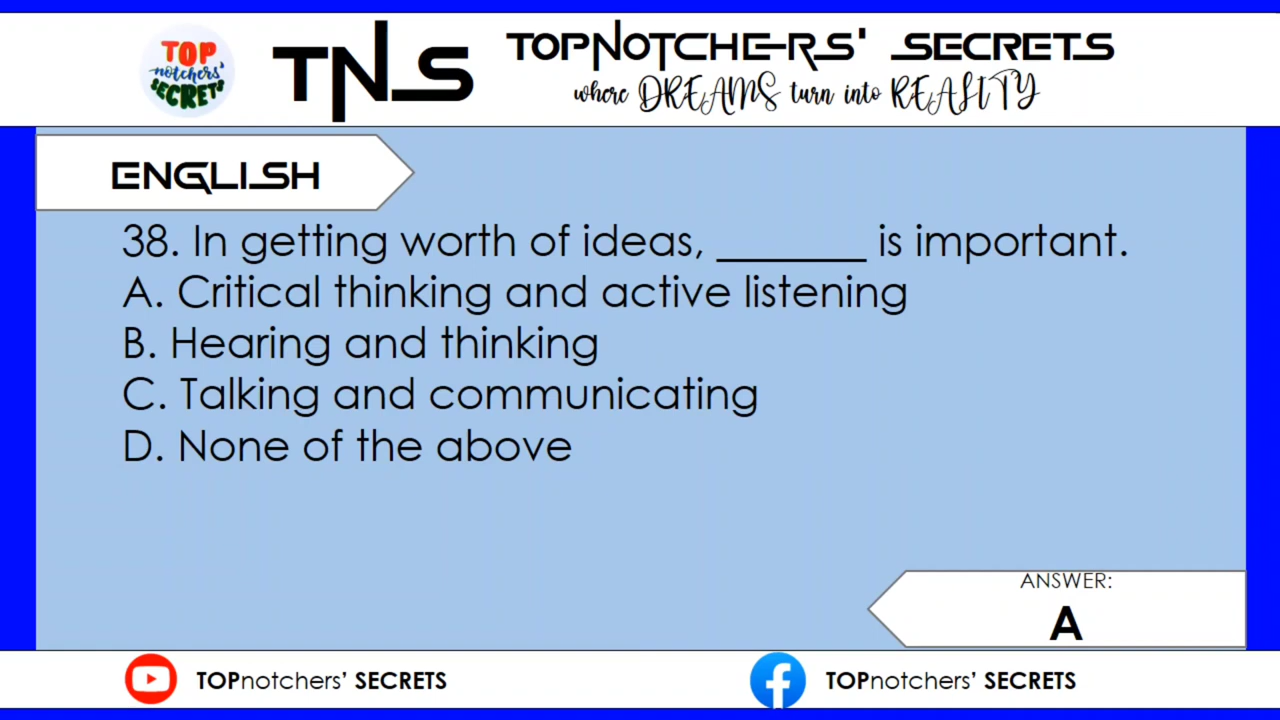 TOP
notchers'
SECRETS
TNS
TOPNOTCHERS' SECRETS
where DREAMS turn into REALITY
ENGLISH
38. In getting worth of ideas, _______ is important.
A. Critical thinking and active listening
B. Hearing and thinking
C. Talking and communicating
D. None of the above
ANSWER:
A
TOPnotchers' SECRETS
TOPnotchers' SECRETS